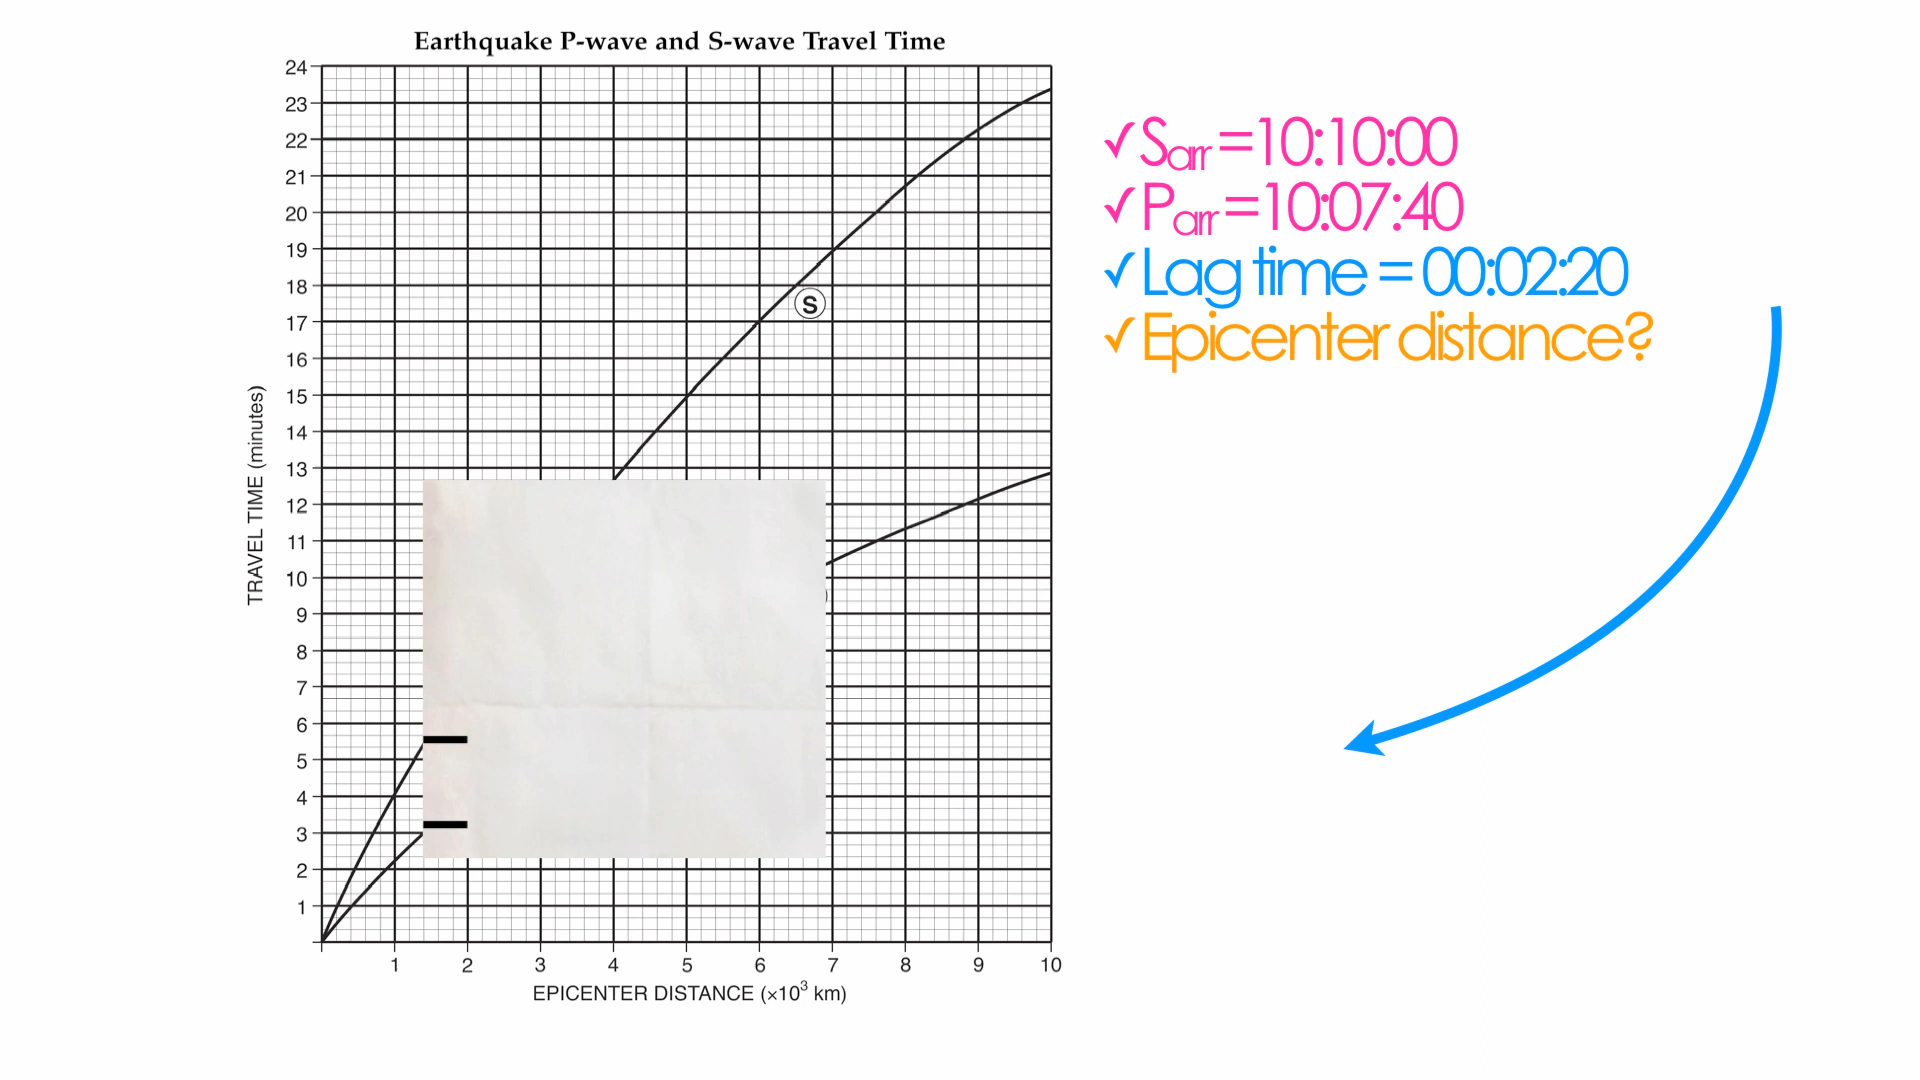 Earthquake P-wave and S-wave Travel Time
24
23
22
21
20
19
18
17
16
15
14
13
12
11
10
9
8
7
6
5
4
3
2
1
TRAVEL TIME (minutes)
S
1 2 3 4 5 6 7 8 9 10
EPICENTER DISTANCE (×10³ km)
✓Sarr=10:10:00
✓Parr=10:07:40
✓Lag time = 00:02:20
✓Epicenter distance?